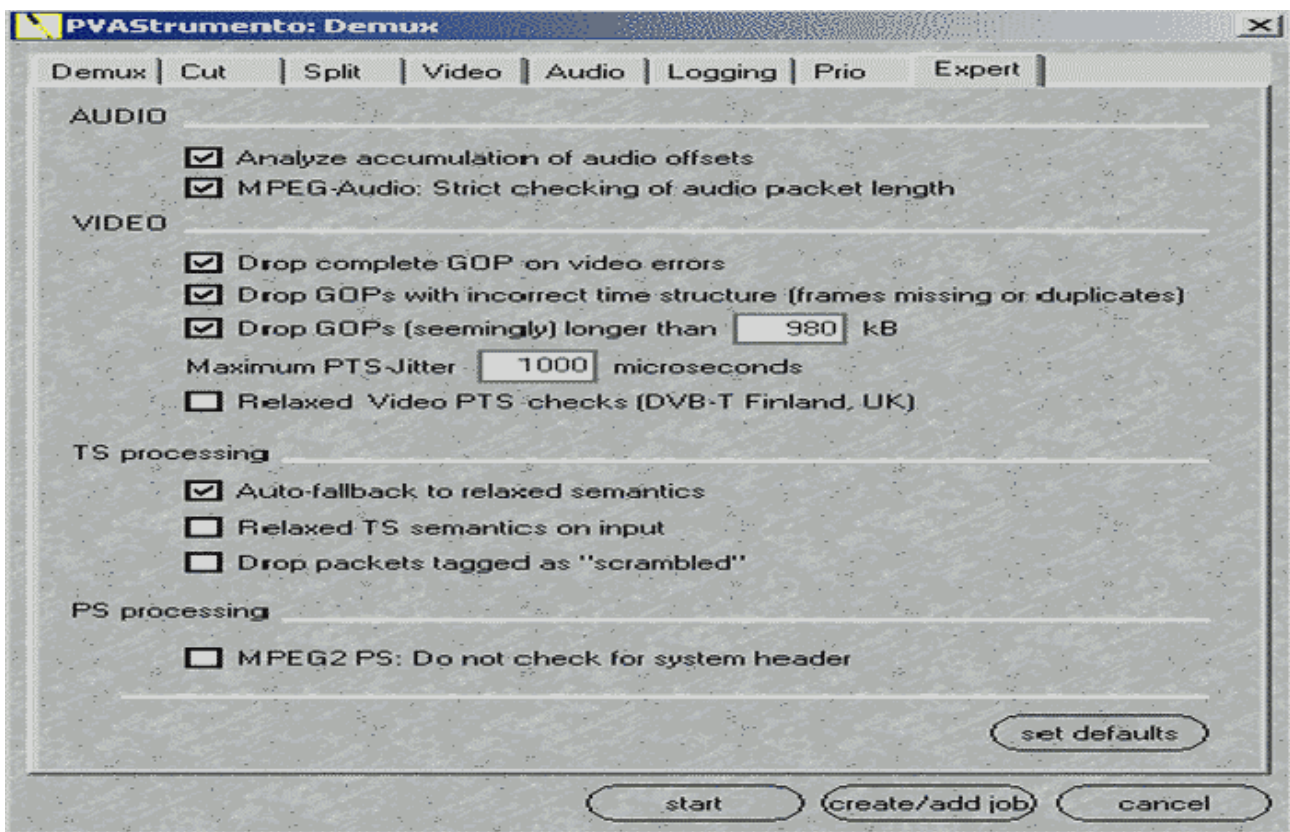 PVAStrumento: Demux
Demux Cut Split Video Audio Logging Prio Expert
AUDIO
Analyze accumulation of audio offsets
MPEG-Audio: Strict checking of audio packet length
VIDEO
Drop complete GOP on video errors
Drop GOPs with incorrect time structure (frames missing or duplicates)
Drop GOPs (seemingly) longer than 980 kB
Maximum PTS-Jitter 1000 microseconds
Relaxed Video PTS checks (DVB-T Finland, UK)
TS processing
Auto-fallback to relaxed semantics
Relaxed TS semantics on input
Drop packets tagged as "scrambled"
PS processing
MPEG2 PS: Do not check for system header
set defaults
start create/add job cancel